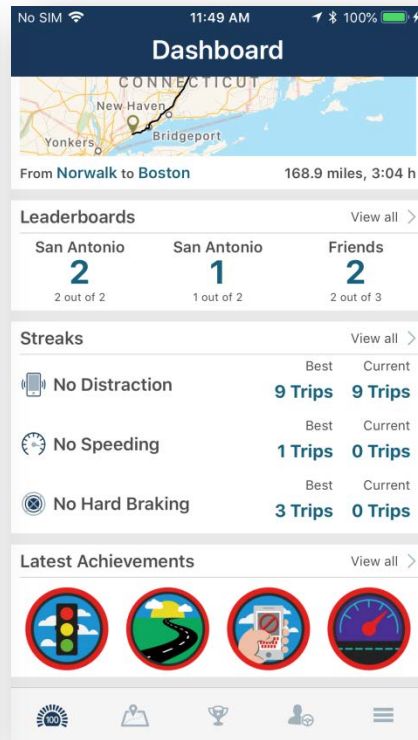 No SIM 11:49 AM 100%
Dashboard
CONNECTICUT
New Haven
Yonkers
Bridgeport
From Norwalk to Boston 168.9 miles, 3:04 h
Leaderboards View all
San Antonio San Antonio Friends
2 1 2
2 out of 2 1 out of 2 2 out of 3
Streaks View all
Best Current
No Distraction 9 Trips 9 Trips
Best Current
No Speeding 1 Trips 0 Trips
Best Current
No Hard Braking 3 Trips 0 Trips
Latest Achievements View all
100